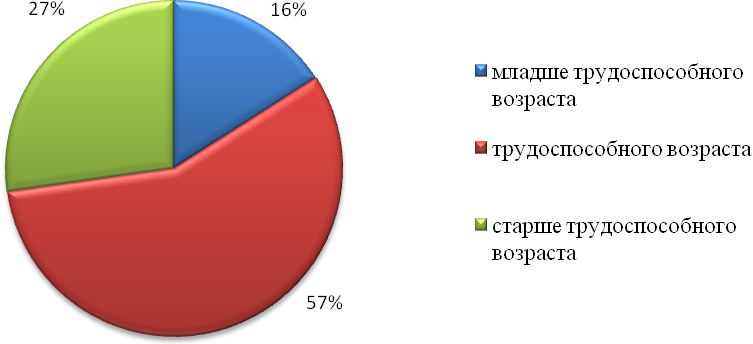 27%
16%
младше трудоспособного
возраста
трудоспособного возраста
старше трудоспособного
возраста
57%